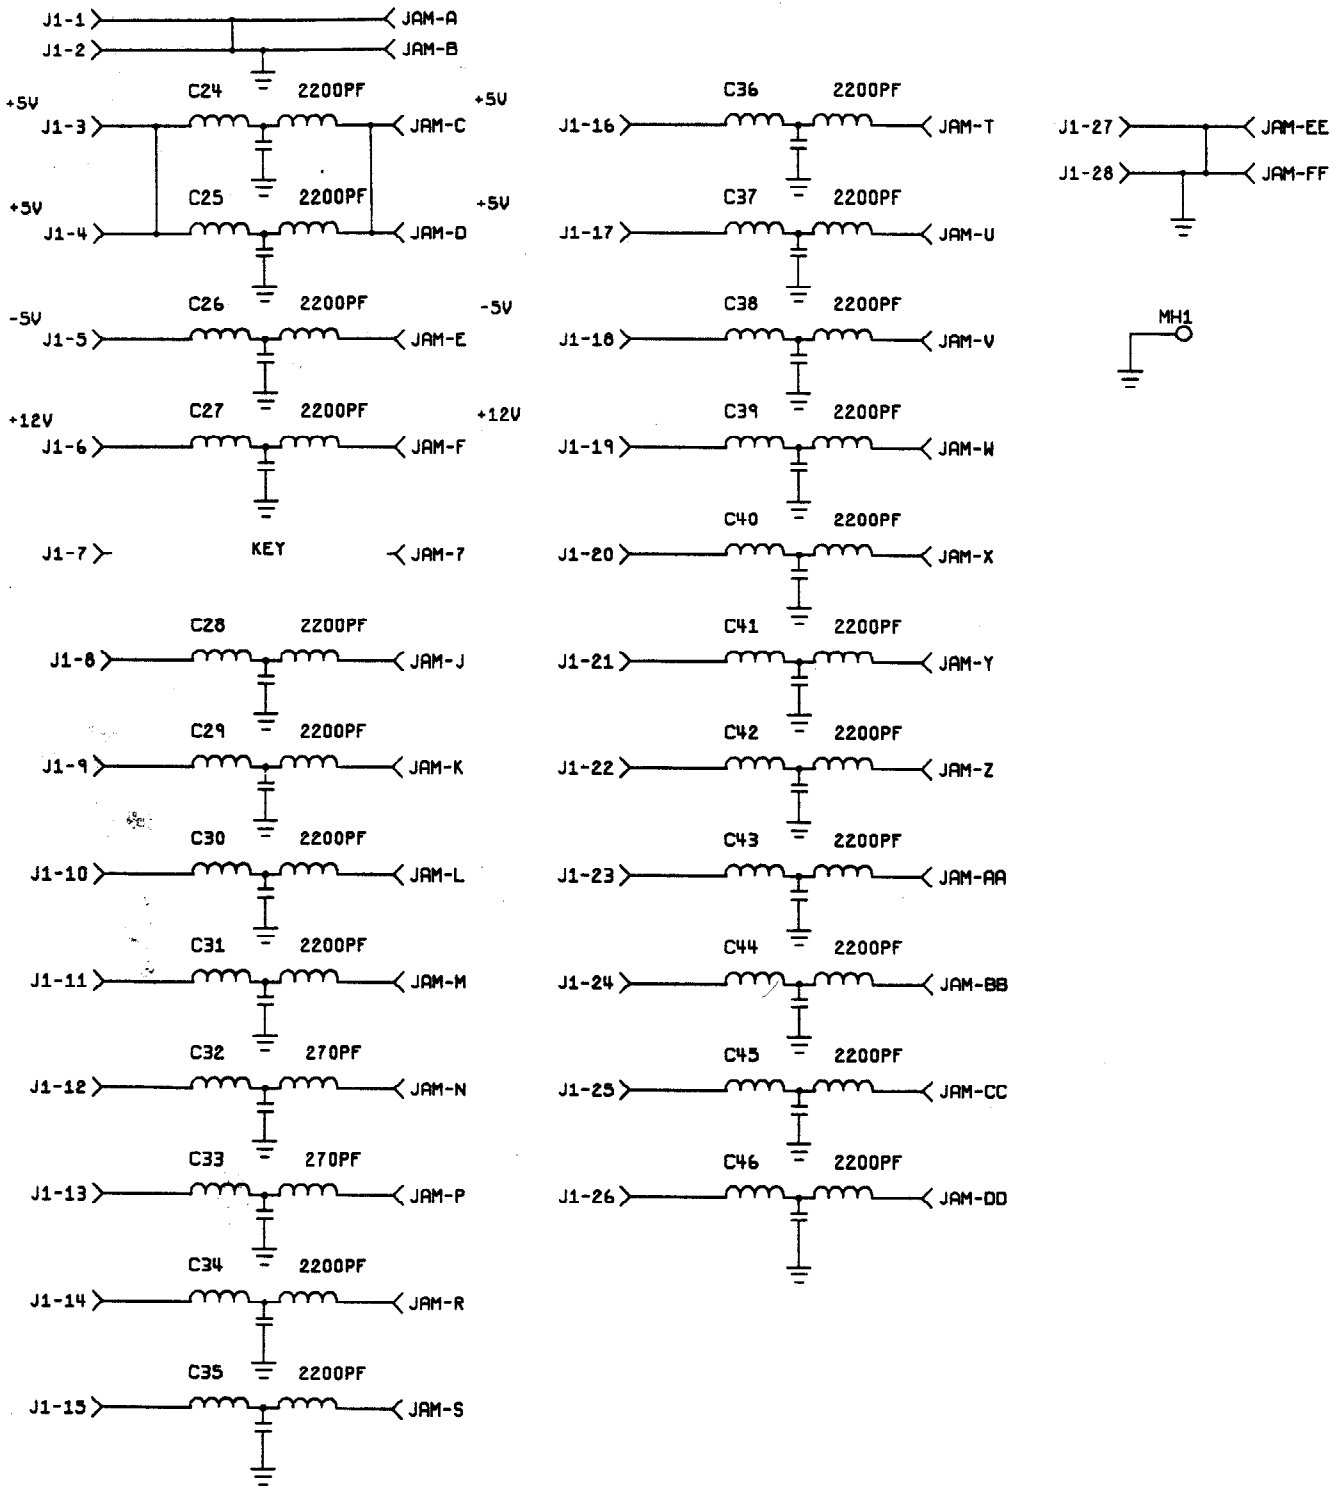 J1-1 JAM-A
J1-2 JAM-B
+5V C24 2200PF +5V
J1-3 JAM-C
+5V C25 2200PF +5V
J1-4 JAM-D
-5V C26 2200PF -5V
J1-5 JAM-E
+12V C27 2200PF +12V
J1-6 JAM-F
J1-7 KEY JAM-7
C28 2200PF
J1-8 JAM-J
C29 2200PF
J1-9 JAM-K
C30 2200PF
J1-10 JAM-L
C31 2200PF
J1-11 JAM-M
C32 270PF
J1-12 JAM-N
C33 270PF
J1-13 JAM-P
C34 2200PF
J1-14 JAM-R
C35 2200PF
J1-15 JAM-S
C36 2200PF
J1-16 JAM-T
C37 2200PF
J1-17 JAM-U
C38 2200PF
J1-18 JAM-V
C39 2200PF
J1-19 JAM-W
C40 2200PF
J1-20 JAM-X
C41 2200PF
J1-21 JAM-Y
C42 2200PF
J1-22 JAM-Z
C43 2200PF
J1-23 JAM-AA
C44 2200PF
J1-24 JAM-BB
C45 2200PF
J1-25 JAM-CC
C46 2200PF
J1-26 JAM-DD
J1-27 JAM-EE
J1-28 JAM-FF
MH1